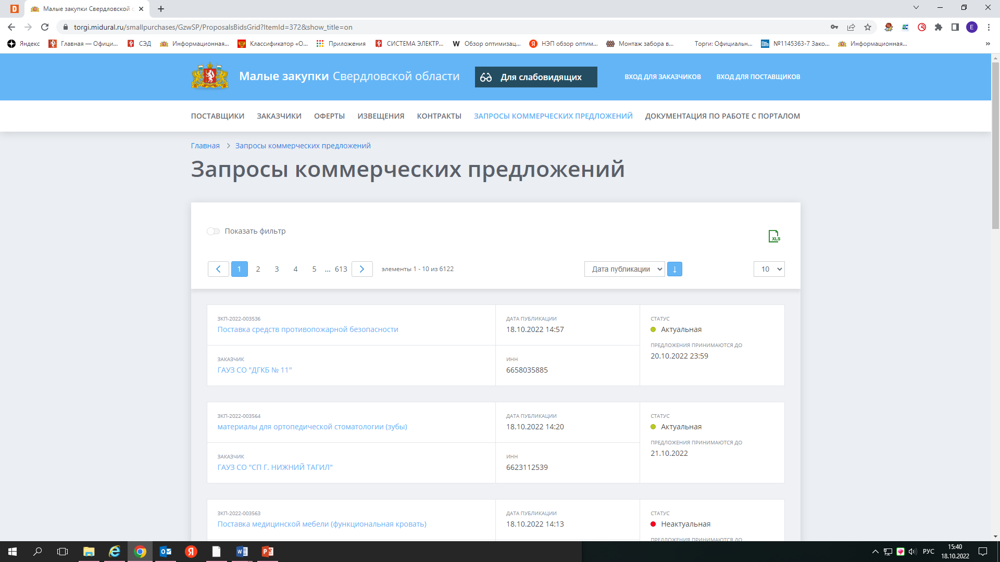 Малые закупки Свердловской с
torgi.midural.ru/smallpurchases/GzwSP/ProposalsBidsGrid?ItemId=372&show_title=on
E
Яндекс Главная — Офици... СЭД Информационная... Классификатор «О... Приложения СИСТЕМА ЭЛЕКТР... W Обзор оптимизац... Я НЭП обзор оптим... Монтаж забора в... Торги: Официальн... №1145363-7 Зако... Информационная... »
Малые закупки Свердловской области Для слабовидящих ВХОД ДЛЯ ЗАКАЗЧИКОВ ВХОД ДЛЯ ПОСТАВЩИКОВ
ПОСТАВЩИКИ ЗАКАЗЧИКИ ОФЕРТЫ ИЗВЕЩЕНИЯ КОНТРАКТЫ ЗАПРОСЫ КОММЕРЧЕСКИХ ПРЕДЛОЖЕНИЙ ДОКУМЕНТАЦИЯ ПО РАБОТЕ С ПОРТАЛОМ
Главная > Запросы коммерческих предложений
Запросы коммерческих предложений
Показать фильтр
XLS
1 2 3 4 5 ... 613 элементы 1 - 10 из 6122 Дата публикации ↓ 10
ЗКП-2022-003536 ДАТА ПУБЛИКАЦИИ СТАТУС
Поставка средств противопожарной безопасности 18.10.2022 14:57 Актуальная
ПРЕДЛОЖЕНИЯ ПРИНИМАЮТСЯ ДО
20.10.2022 23:59
ЗАКАЗЧИК ИНН
ГАУЗ СО "ДГКБ № 11" 6658035885
ЗКП-2022-003564 ДАТА ПУБЛИКАЦИИ СТАТУС
материалы для ортопедической стоматологии (зубы) 18.10.2022 14:20 Актуальная
ПРЕДЛОЖЕНИЯ ПРИНИМАЮТСЯ ДО
21.10.2022
ЗАКАЗЧИК ИНН
ГАУЗ СО "СП Г. НИЖНИЙ ТАГИЛ" 6623112539
ЗКП-2022-003563 ДАТА ПУБЛИКАЦИИ СТАТУС
Поставка медицинской мебели (функциональная кровать) 18.10.2022 14:13 Неактуальная
ПРЕДЛОЖЕНИЯ ПРИНИМАЮТСЯ ДО
РУС 15:40
18.10.2022